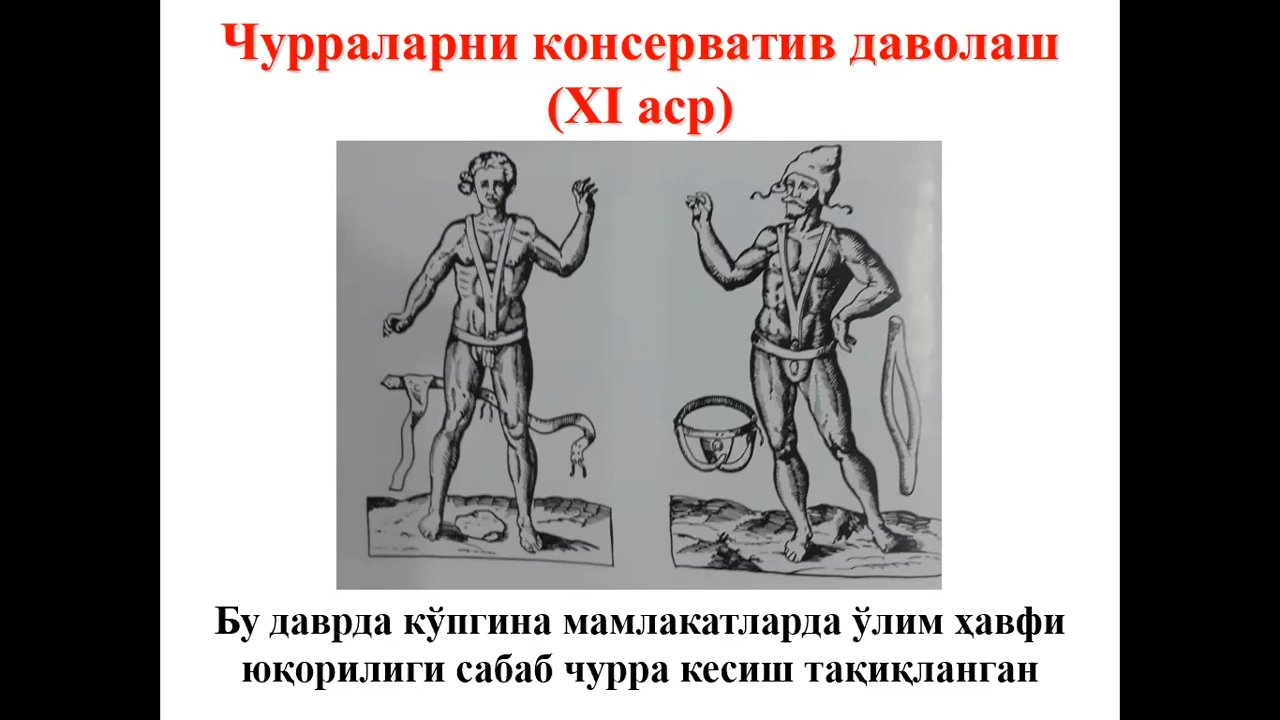 Чурраларни консерватив даволаш
(XI аср)
Бу даврда кўпгина мамлакатларда ўлим ҳавфи
юқорилиги сабаб чурра кесиш тақиқланган